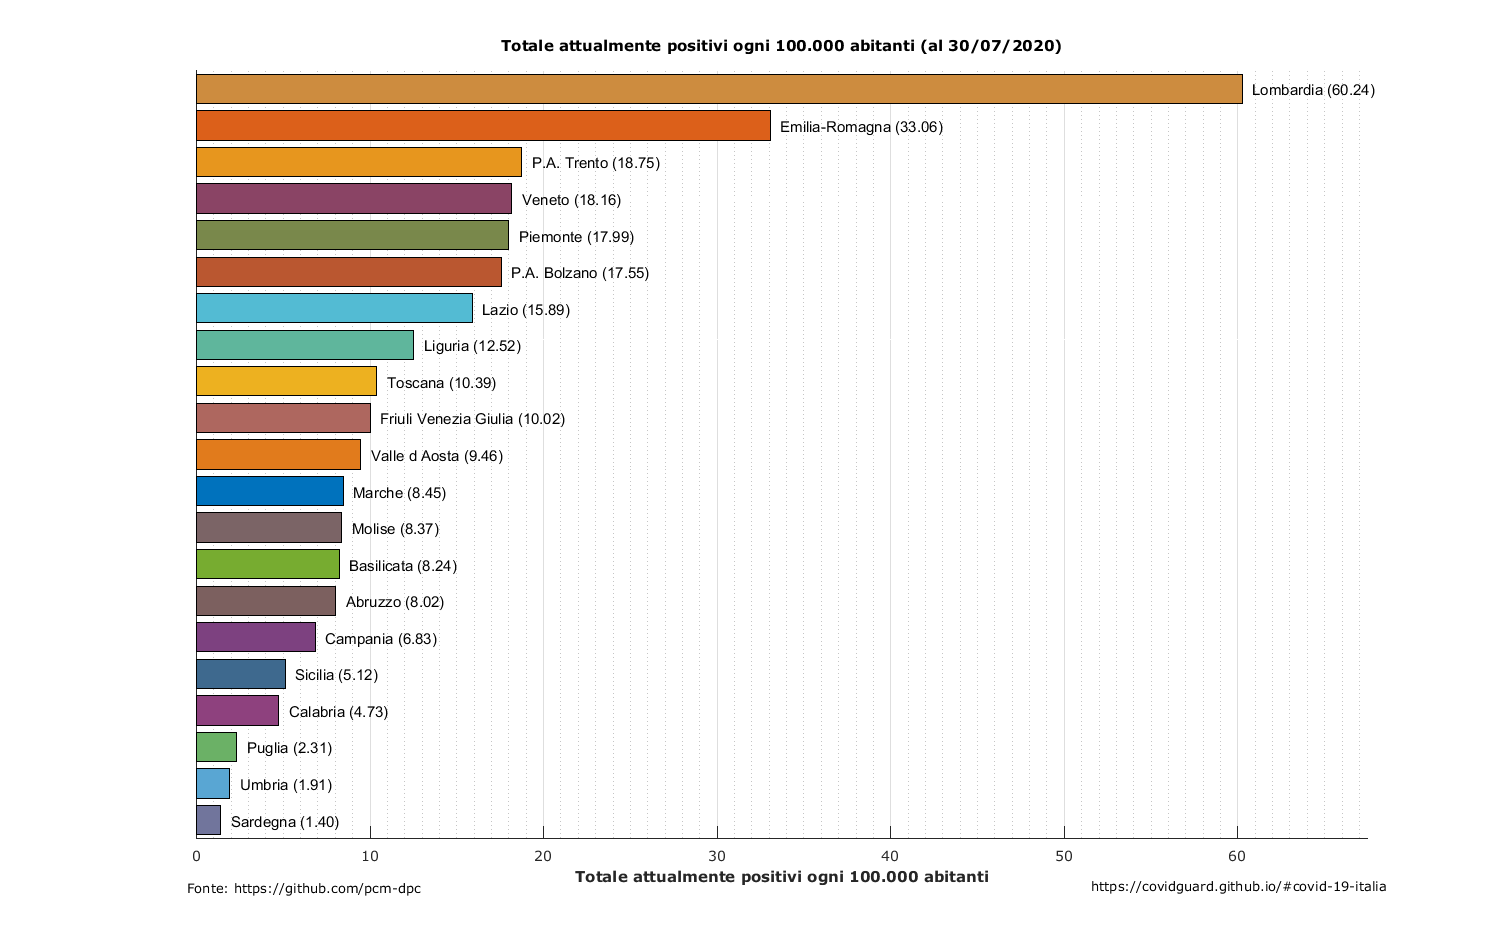 Totale attualmente positivi ogni 100.000 abitanti (al 30/07/2020)
Lombardia (60.24)
Emilia-Romagna (33.06)
P.A. Trento (18.75)
Veneto (18.16)
Piemonte (17.99)
P.A. Bolzano (17.55)
Lazio (15.89)
Liguria (12.52)
Toscana (10.39)
Friuli Venezia Giulia (10.02)
Valle d Aosta (9.46)
Marche (8.45)
Molise (8.37)
Basilicata (8.24)
Abruzzo (8.02)
Campania (6.83)
Sicilia (5.12)
Calabria (4.73)
Puglia (2.31)
Umbria (1.91)
Sardegna (1.40)
0 10 20 30 40 50 60
Totale attualmente positivi ogni 100.000 abitanti
Fonte: https://github.com/pcm-dpc
https://covidguard.github.io/#covid-19-italia